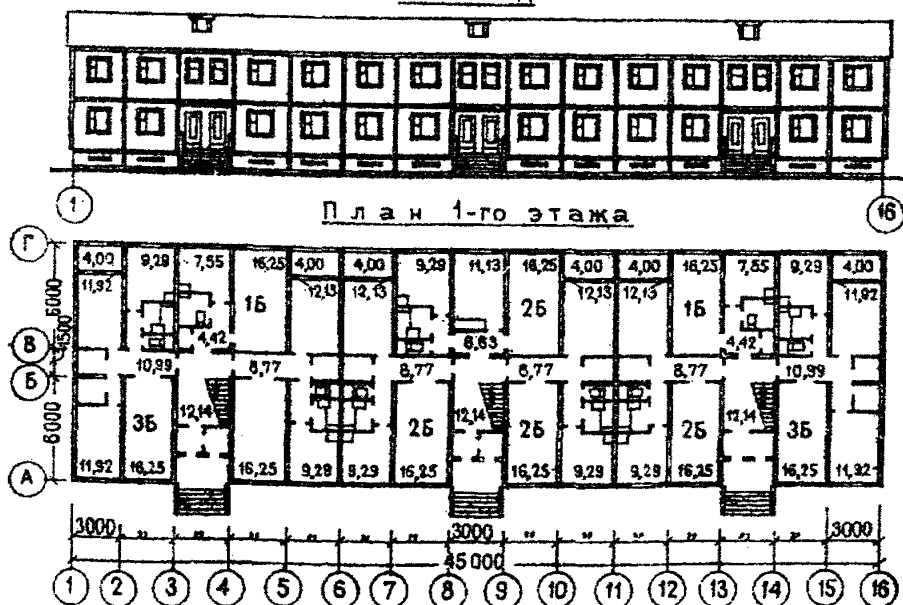 1 16
План 1-го этажа
Г 4,00 9,29 7,55 16,25 4,00 4,00 9,29 11,13 16,25 4,00 4,00 16,25 7,55 9,29 4,00
11,92 12,13 12,13 12,13 12,13 11,92
6000 1Б 2Б 1Б
1500
В 4,42 8,63 4,42
10,99 8,77 8,77 8,77 8,77 10,99
Б
6000 12,14 12,14 12,14
3Б 2Б 2Б 2Б 3Б
А 11,92 16,25 16,25 9,29 9,29 16,25 16,25 9,29 9,29 16,25 16,25 11,92
3000 3000 3000
45 000
1 2 3 4 5 6 7 8 9 10 11 12 13 14 15 16